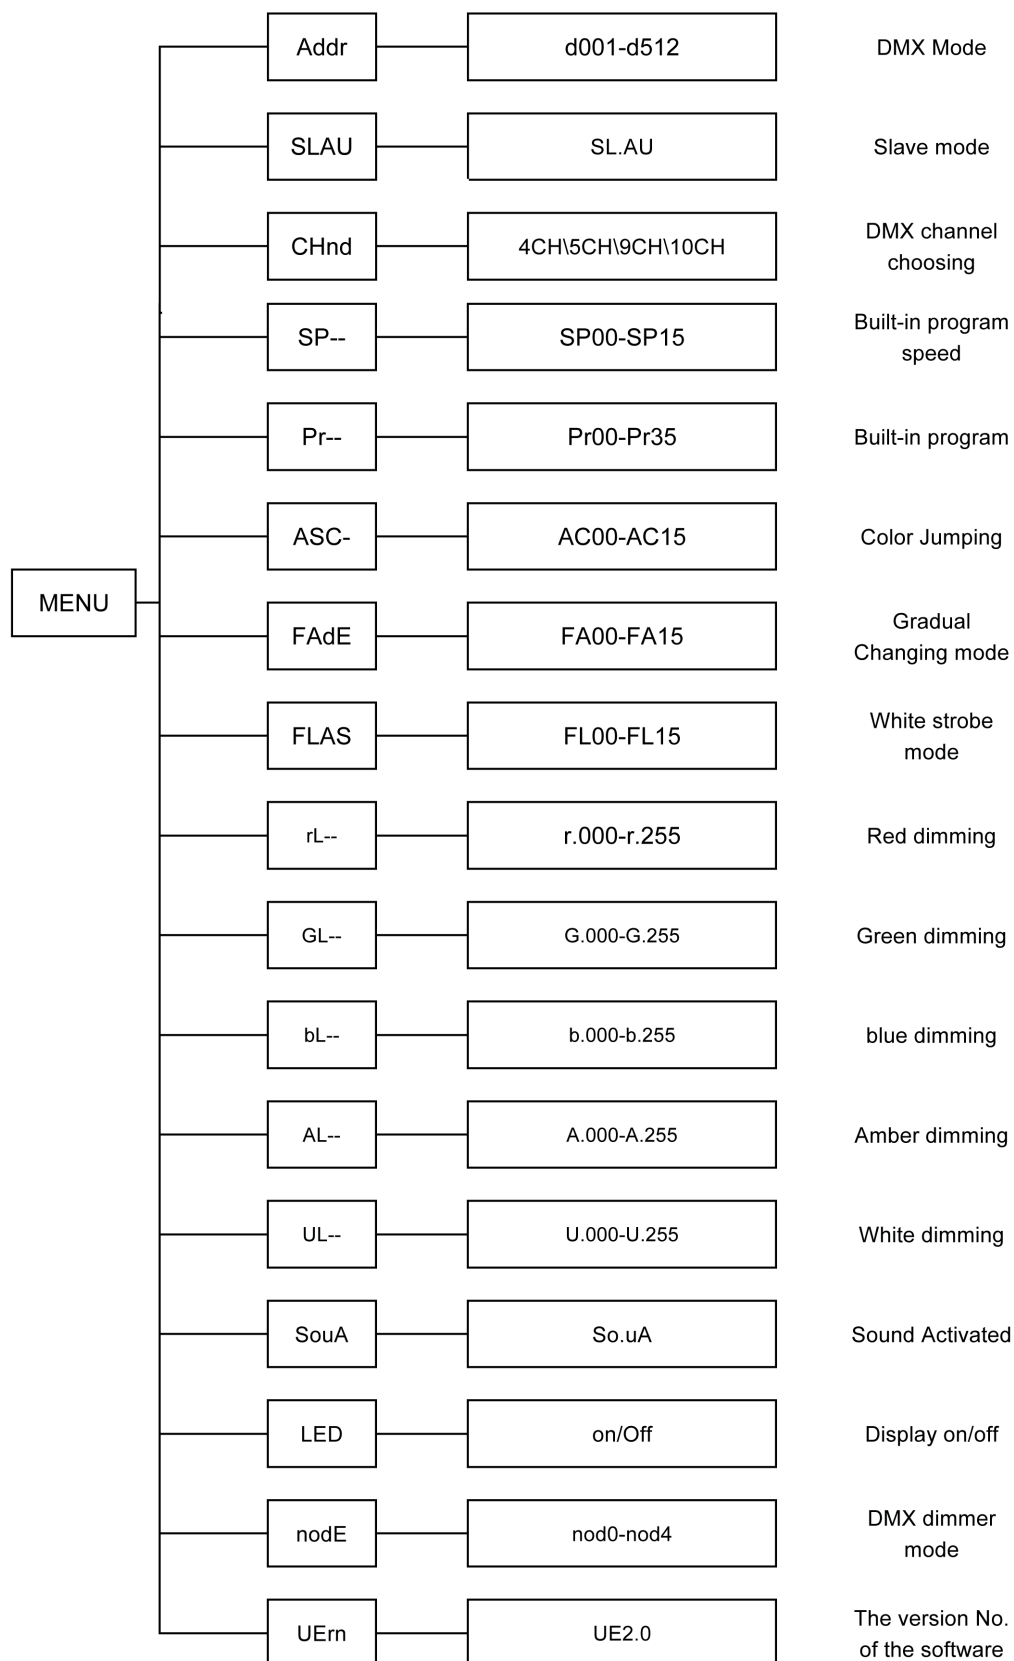 Addr d001-d512 DMX Mode
SLAU SL.AU Slave mode
CHnd 4CH\5CH\9CH\10CH DMX channel
choosing
SP-- SP00-SP15 Built-in program
speed
Pr-- Pr00-Pr35 Built-in program
ASC- AC00-AC15 Color Jumping
MENU
FAdE FA00-FA15 Gradual
Changing mode
FLAS FL00-FL15 White strobe
mode
rL-- r.000-r.255 Red dimming
GL-- G.000-G.255 Green dimming
bL-- b.000-b.255 blue dimming
AL-- A.000-A.255 Amber dimming
UL-- U.000-U.255 White dimming
SouA So.uA Sound Activated
LED on/Off Display on/off
nodE nod0-nod4 DMX dimmer
mode
UErn UE2.0 The version No.
of the software